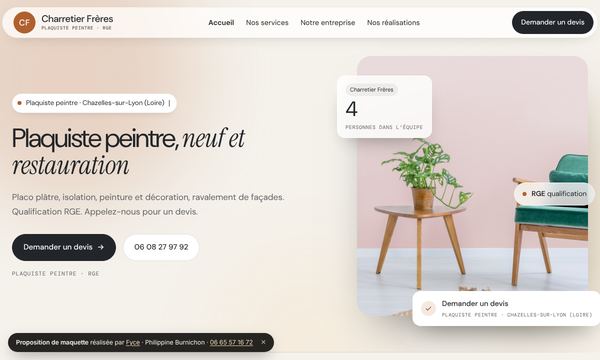 CF
Charretier Frères
PLAQUISTE PEINTRE · RGE
Accueil
Nos services
Notre entreprise
Nos réalisations
Demander un devis
Plaquiste peintre · Chazelles-sur-Lyon (Loire) |
Plaquiste peintre, neuf et
restauration
Placo plâtre, isolation, peinture et décoration, ravalement de façades.
Qualification RGE. Appelez-nous pour un devis.
Demander un devis →
06 08 27 97 92
PLAQUISTE PEINTRE · RGE
Charretier Frères
4
PERSONNES DANS L'ÉQUIPE
RGE qualification
Demander un devis
PLAQUISTE PEINTRE · CHAZELLES-SUR-LYON (LOIRE)
Proposition de maquette réalisée par Fyce · Philippine Burnichon · 06 65 57 16 72 ×